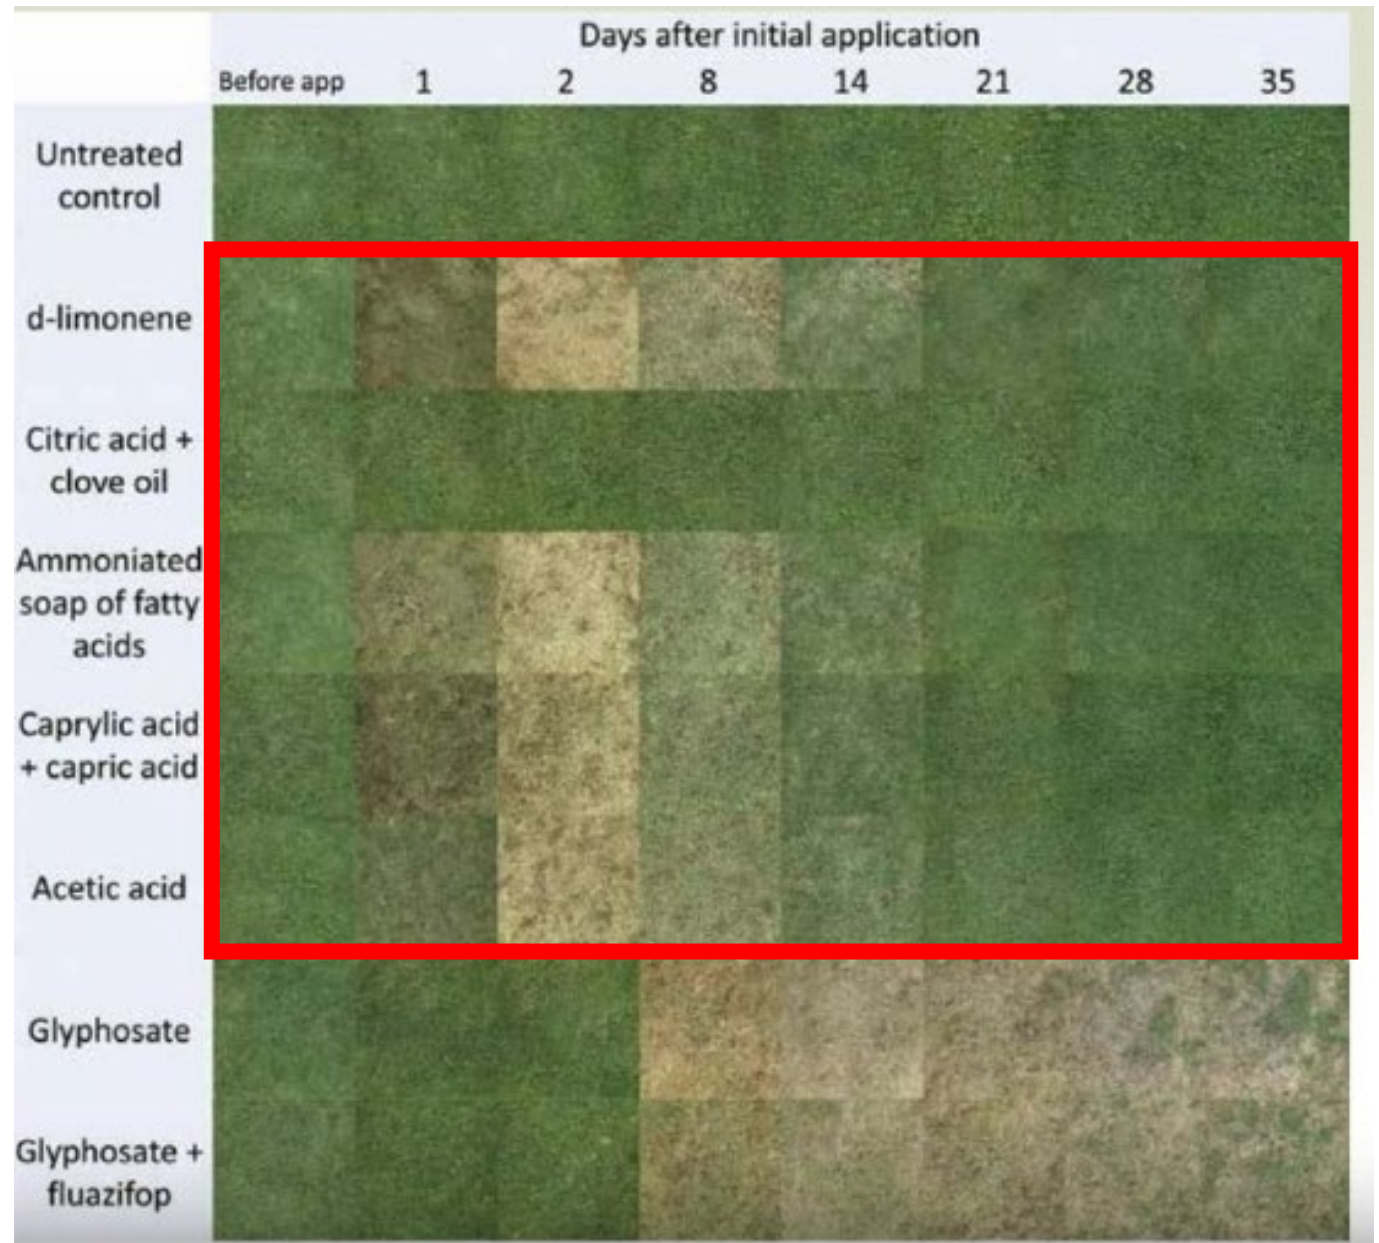 Days after initial application
Before app 1 2 8 14 21 28 35
Untreated
control
d-limonene
Citric acid +
clove oil
Ammoniated
soap of fatty
acids
Caprylic acid
+ capric acid
Acetic acid
Glyphosate
Glyphosate +
fluazifop